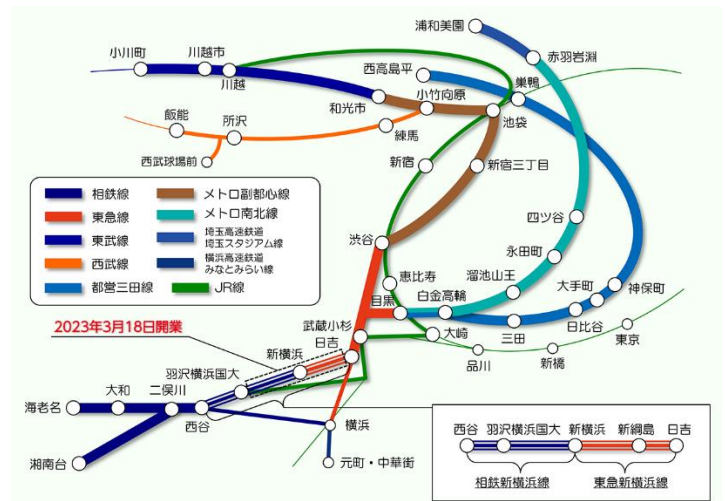 浦和美園
小川町
川越市
川越
西高島平
巣鴨
赤羽岩淵
和光市
小竹向原
池袋
飯能
所沢
練馬
西武球場前
新宿
新宿三丁目
相鉄線
東急線
東武線
西武線
都営三田線
メトロ副都心線
メトロ南北線
埼玉高速鉄道
埼玉スタジアム線
横浜高速鉄道
みなとみらい線
JR線
渋谷
四ツ谷
永田町
溜池山王
恵比寿
目黒
白金高輪
大手町
神保町
日比谷
三田
東京
新橋
品川
大崎
武蔵小杉
日吉
2023年3月18日開業
新横浜
羽沢横浜国大
海老名
大和
二俣川
西谷
湘南台
横浜
元町・中華街
西谷
羽沢横浜国大
新横浜
新綱島
日吉
相鉄新横浜線
東急新横浜線